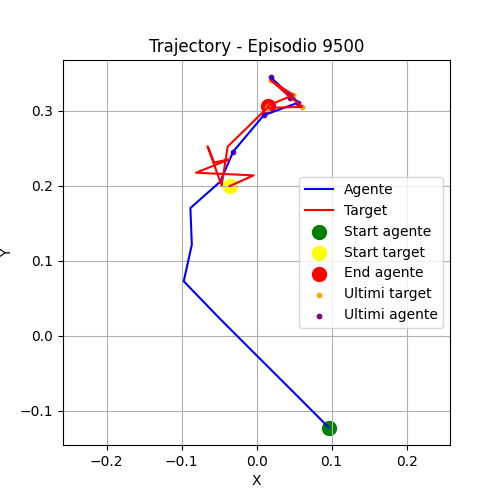 Trajectory - Episodio 9500
Y
0.3
0.2
0.1
0.0
−0.1
Agente
Target
Start agente
Start target
End agente
Ultimi target
Ultimi agente
−0.2
−0.1
0.0
0.1
0.2
X